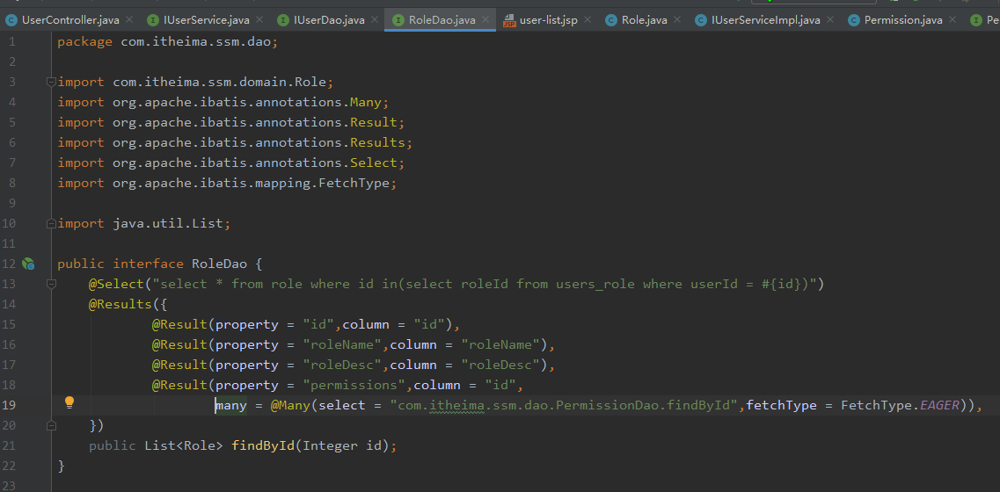 UserController.java IUserService.java IUserDao.java RoleDao.java user-list.jsp Role.java IUserServiceImpl.java Permission.java Pe
1 package com.itheima.ssm.dao;
2
3 import com.itheima.ssm.domain.Role;
4 import org.apache.ibatis.annotations.Many;
5 import org.apache.ibatis.annotations.Result;
6 import org.apache.ibatis.annotations.Results;
7 import org.apache.ibatis.annotations.Select;
8 import org.apache.ibatis.mapping.FetchType;
9
10 import java.util.List;
11
12 public interface RoleDao {
13 @Select("select * from role where id in(select roleId from users_role where userId = #{id})")
14 @Results({
15 @Result(property = "id",column = "id"),
16 @Result(property = "roleName",column = "roleName"),
17 @Result(property = "roleDesc",column = "roleDesc"),
18 @Result(property = "permissions",column = "id",
19 many = @Many(select = "com.itheima.ssm.dao.PermissionDao.findById",fetchType = FetchType.EAGER)),
20 })
21 public List<Role> findById(Integer id);
22 }
23